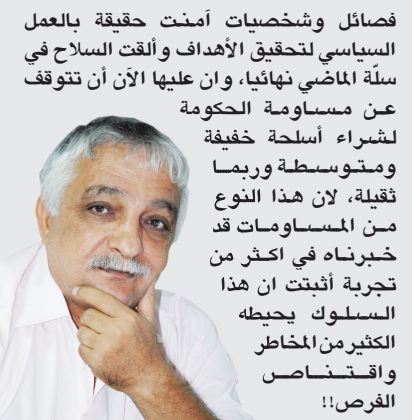 فصائل وشخصيات آمنت حقيقة بالعمل
السياسي لتحقيق الأهداف وألقت السلاح في
سلّة الماضي نهائيا، وان عليها الآن أن تتوقف
عن مساومة الحكومة
لشراء أسلحة خفيفة
ومتوسطة وربما
ثقيلة، لان هذا النوع
من المساومات قد
خبرناه في اكثر من
تجربة أثبتت ان هذا
السلوك يحيطه
الكثير من المخاطر
واقتناص
الفرص!!